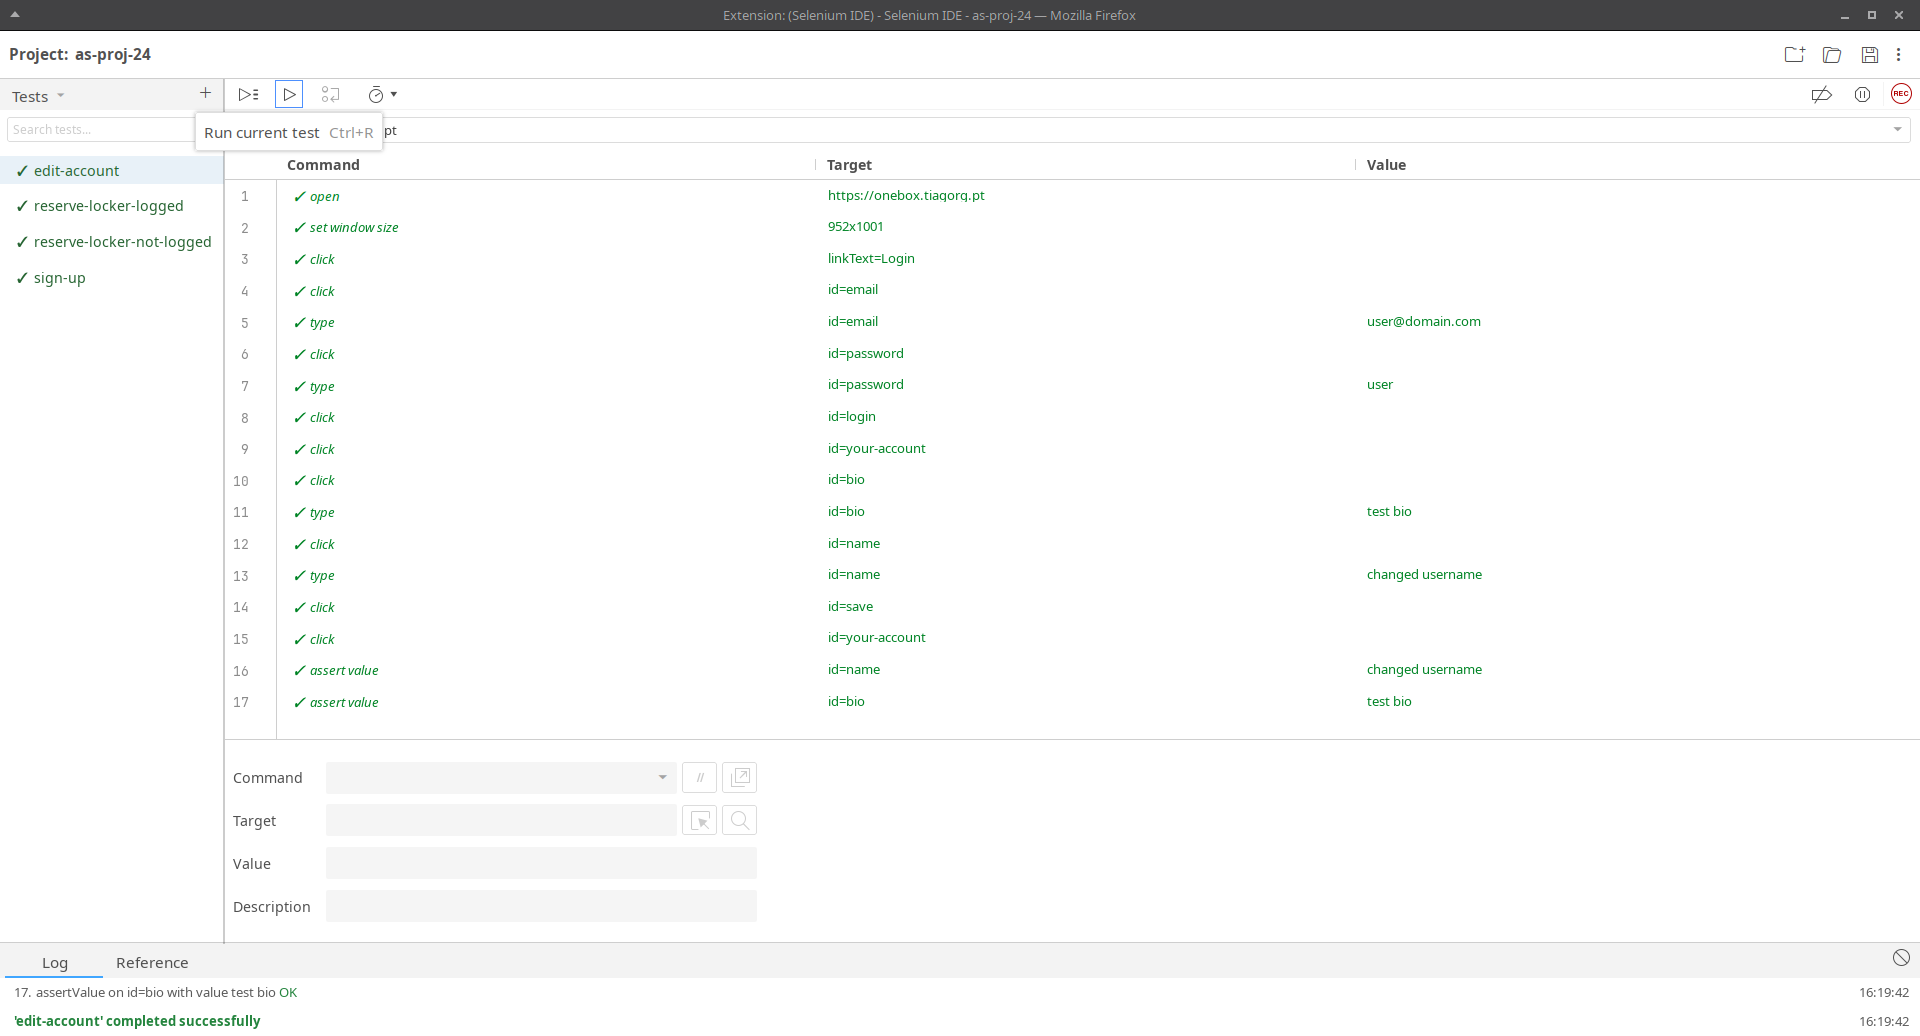 Extension: (Selenium IDE) - Selenium IDE - as-proj-24 — Mozilla Firefox
Project: as-proj-24
Tests
REC
Search tests...
Run current test Ctrl+R
pt
edit-account
reserve-locker-logged
reserve-locker-not-logged
sign-up
Command Target Value
1 ✓ open https://onebox.tiagorg.pt
2 ✓ set window size 952x1001
3 ✓ click linkText=Login
4 ✓ click id=email
5 ✓ type id=email user@domain.com
6 ✓ click id=password
7 ✓ type id=password user
8 ✓ click id=login
9 ✓ click id=your-account
10 ✓ click id=bio
11 ✓ type id=bio test bio
12 ✓ click id=name
13 ✓ type id=name changed username
14 ✓ click id=save
15 ✓ click id=your-account
16 ✓ assert value id=name changed username
17 ✓ assert value id=bio test bio
Command //
Target
Value
Description
Log Reference
17. assertValue on id=bio with value test bio OK 16:19:42
'edit-account' completed successfully 16:19:42